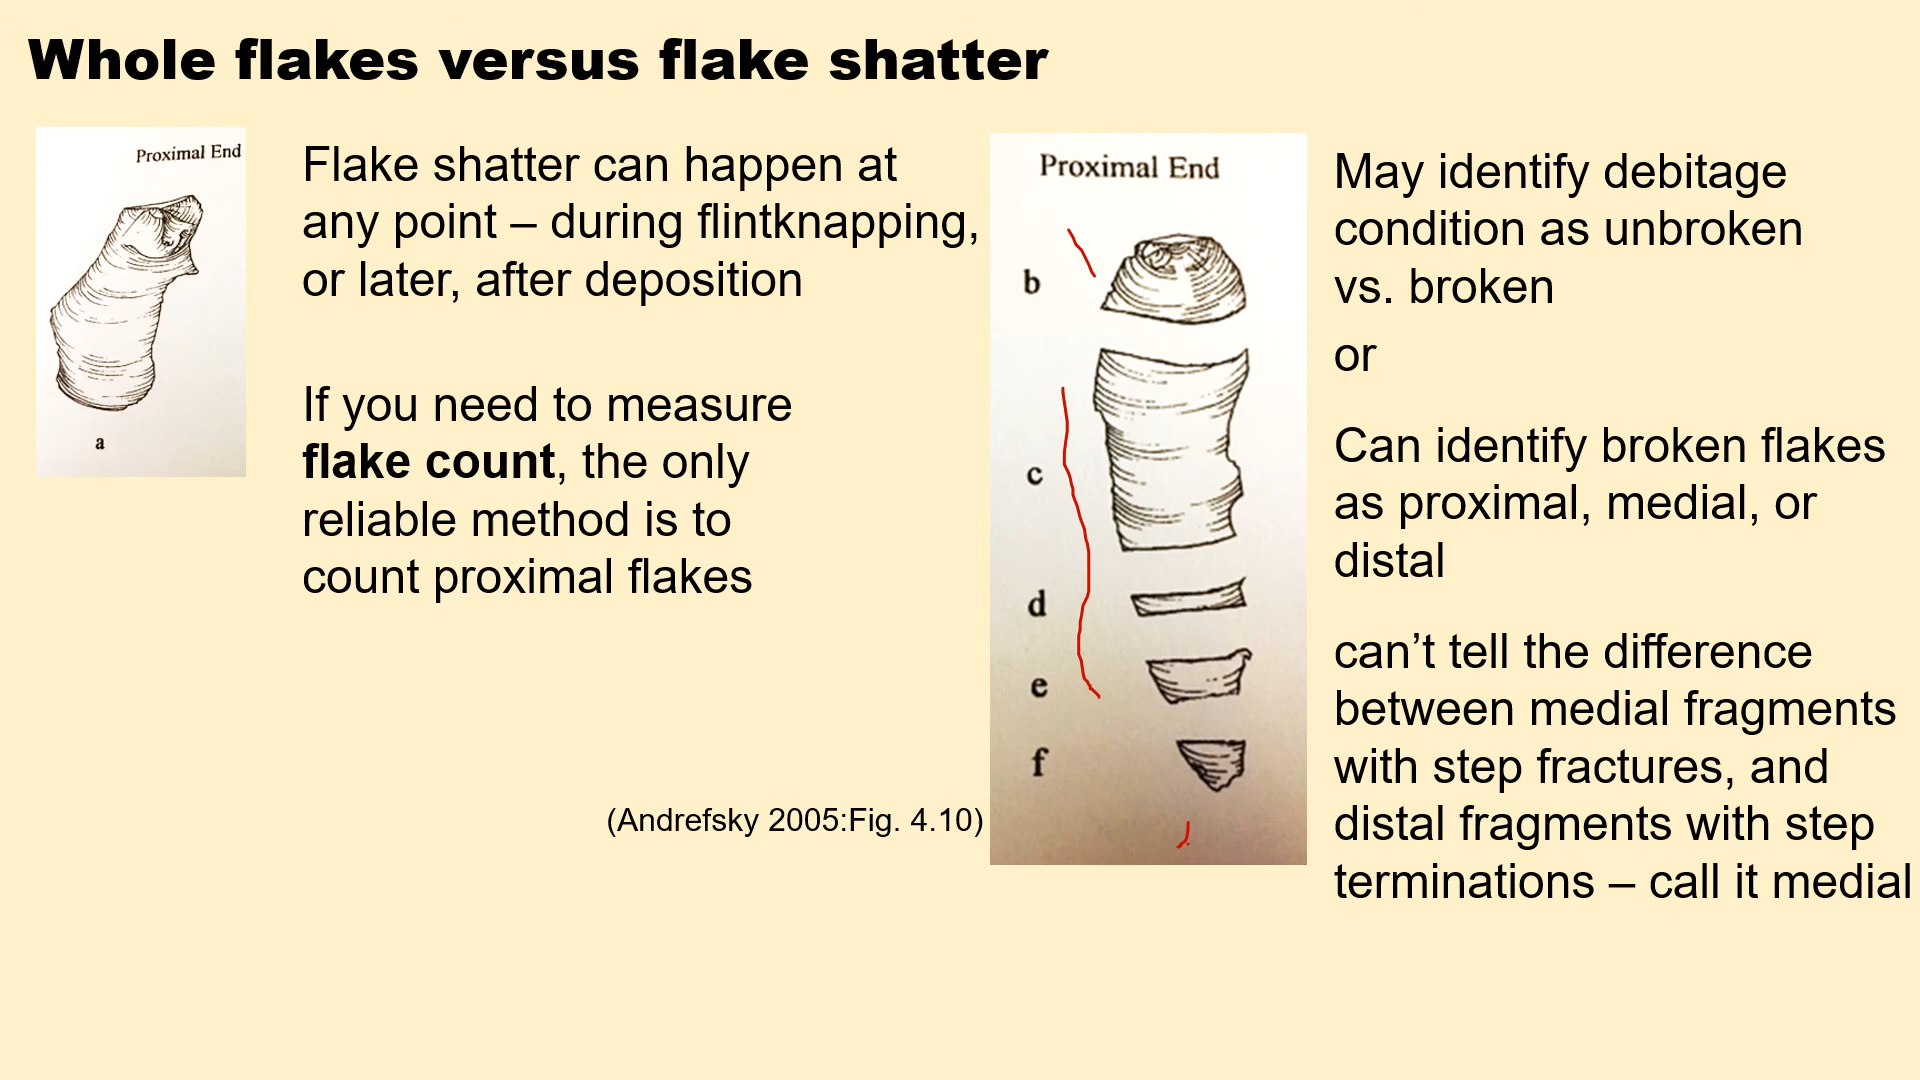 Whole flakes versus flake shatter
Proximal End
a
Flake shatter can happen at
any point – during flintknapping,
or later, after deposition
If you need to measure
flake count, the only
reliable method is to
count proximal flakes
(Andrefsky 2005:Fig. 4.10)
Proximal End
b
c
d
e
f
May identify debitage
condition as unbroken
vs. broken
or
Can identify broken flakes
as proximal, medial, or
distal
can’t tell the difference
between medial fragments
with step fractures, and
distal fragments with step
terminations – call it medial